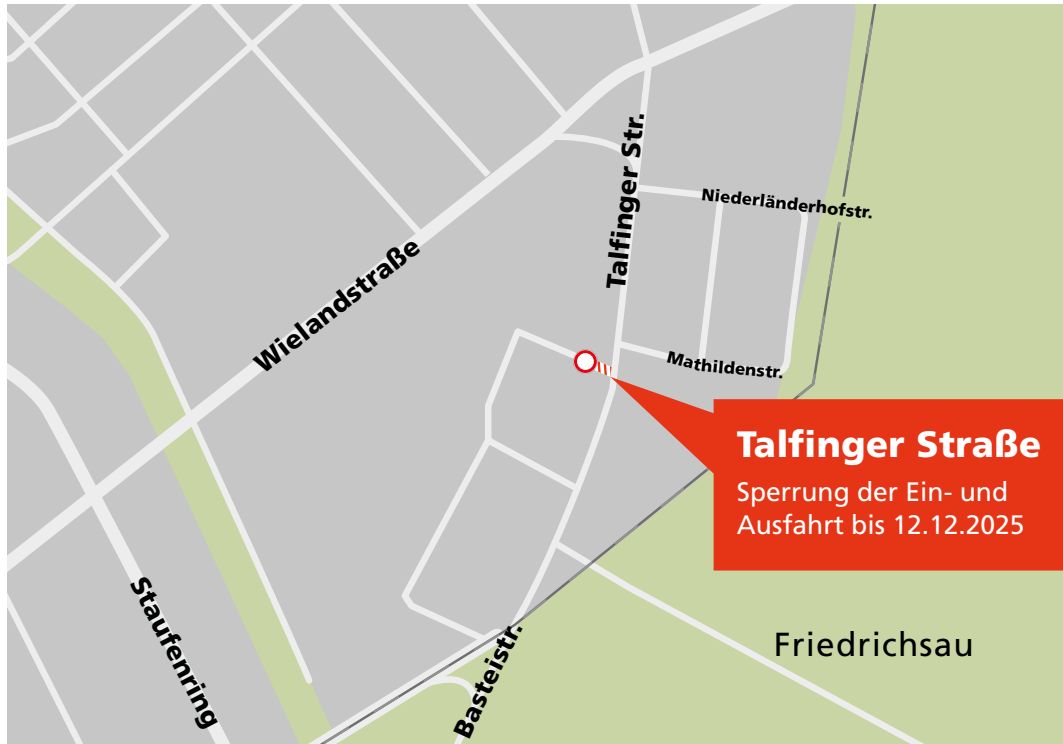 Talfinger Str.
Niederländerhofstr.
Wielandstraße
Mathildenstr.
Talfinger Straße
Sperrung der Ein- und
Ausfahrt bis 12.12.2025
Staufenring
Basteistr.
Friedrichsau